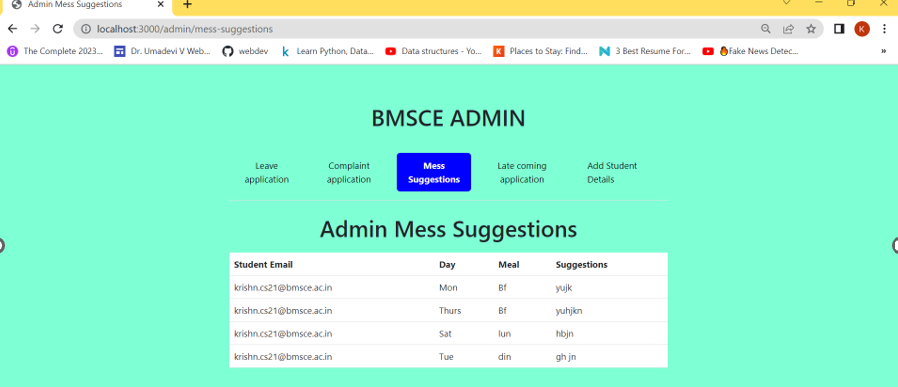 Admin Mess Suggestions
localhost:3000/admin/mess-suggestions
K
The Complete 2023... Dr. Umadevi V Web... webdev Learn Python, Data... Data structures - Yo... Places to Stay: Find... 3 Best Resume For... Fake News Detec... »
BMSCE ADMIN
Leave application
Complaint application
Mess Suggestions
Late coming application
Add Student Details
Admin Mess Suggestions
Student Email Day Meal Suggestions
krishn.cs21@bmsce.ac.in Mon Bf yujk
krishn.cs21@bmsce.ac.in Thurs Bf yuhjkn
krishn.cs21@bmsce.ac.in Sat lun hbjn
krishn.cs21@bmsce.ac.in Tue din gh jn